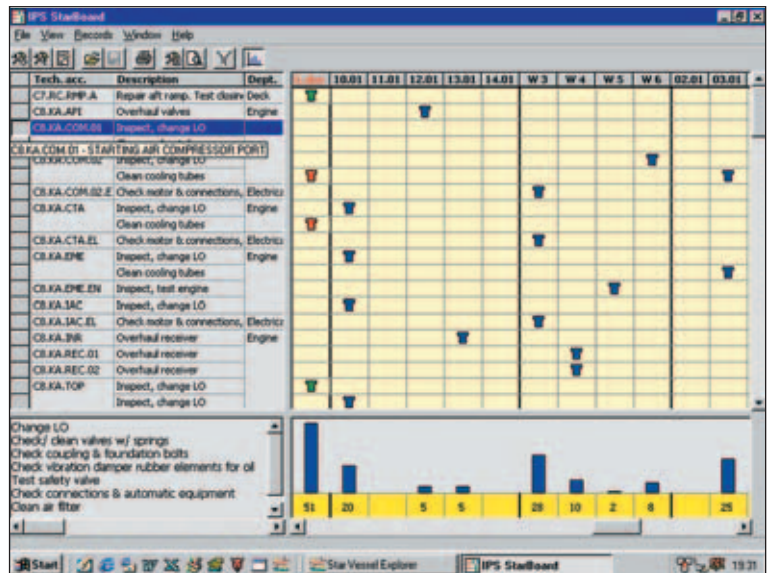 IPS StarBoard
File View Records Window Help
Tech. acc. Description Dept. 10.01 11.01 12.01 13.01 14.01 W 3 W 4 W 5 W 6 02.01 03.01
C7.RC.RMP.A Repair aft ramp. Test closin Deck
C8.KA.API Overhaul valves Engine
C8.KA.COM.01 Inspect, change LO
C8.KA.COM.01 - STARTING AIR COMPRESSOR PORT
C8.KA.COM.02 Inspect, change LO
Clean cooling tubes
C8.KA.COM.02.E Check motor & connections, Electrica
C8.KA.CTA Inspect, change LO Engine
Clean cooling tubes
C8.KA.CTA.EL Check motor & connections, Electrica
C8.KA.EME Inspect, change LO Engine
Clean cooling tubes
C8.KA.EME.EN Inspect, test engine
C8.KA.IAC Inspect, change LO
C8.KA.IAC.EL Check motor & connections, Electrica
C8.KA.INR Overhaul receiver Engine
C8.KA.REC.01 Overhaul receiver
C8.KA.REC.02 Overhaul receiver
C8.KA.TOP Inspect, change LO
Inspect, change LO
Change LO
Check/ clean valves w/ springs
Check coupling & foundation bolts
Check vibration damper rubber elements for oil
Test safety valve
Check connections & automatic equipment
Clean air filter
51 20 5 5 28 10 2 8 25
Start Star Vessel Explorer IPS StarBoard 19:31